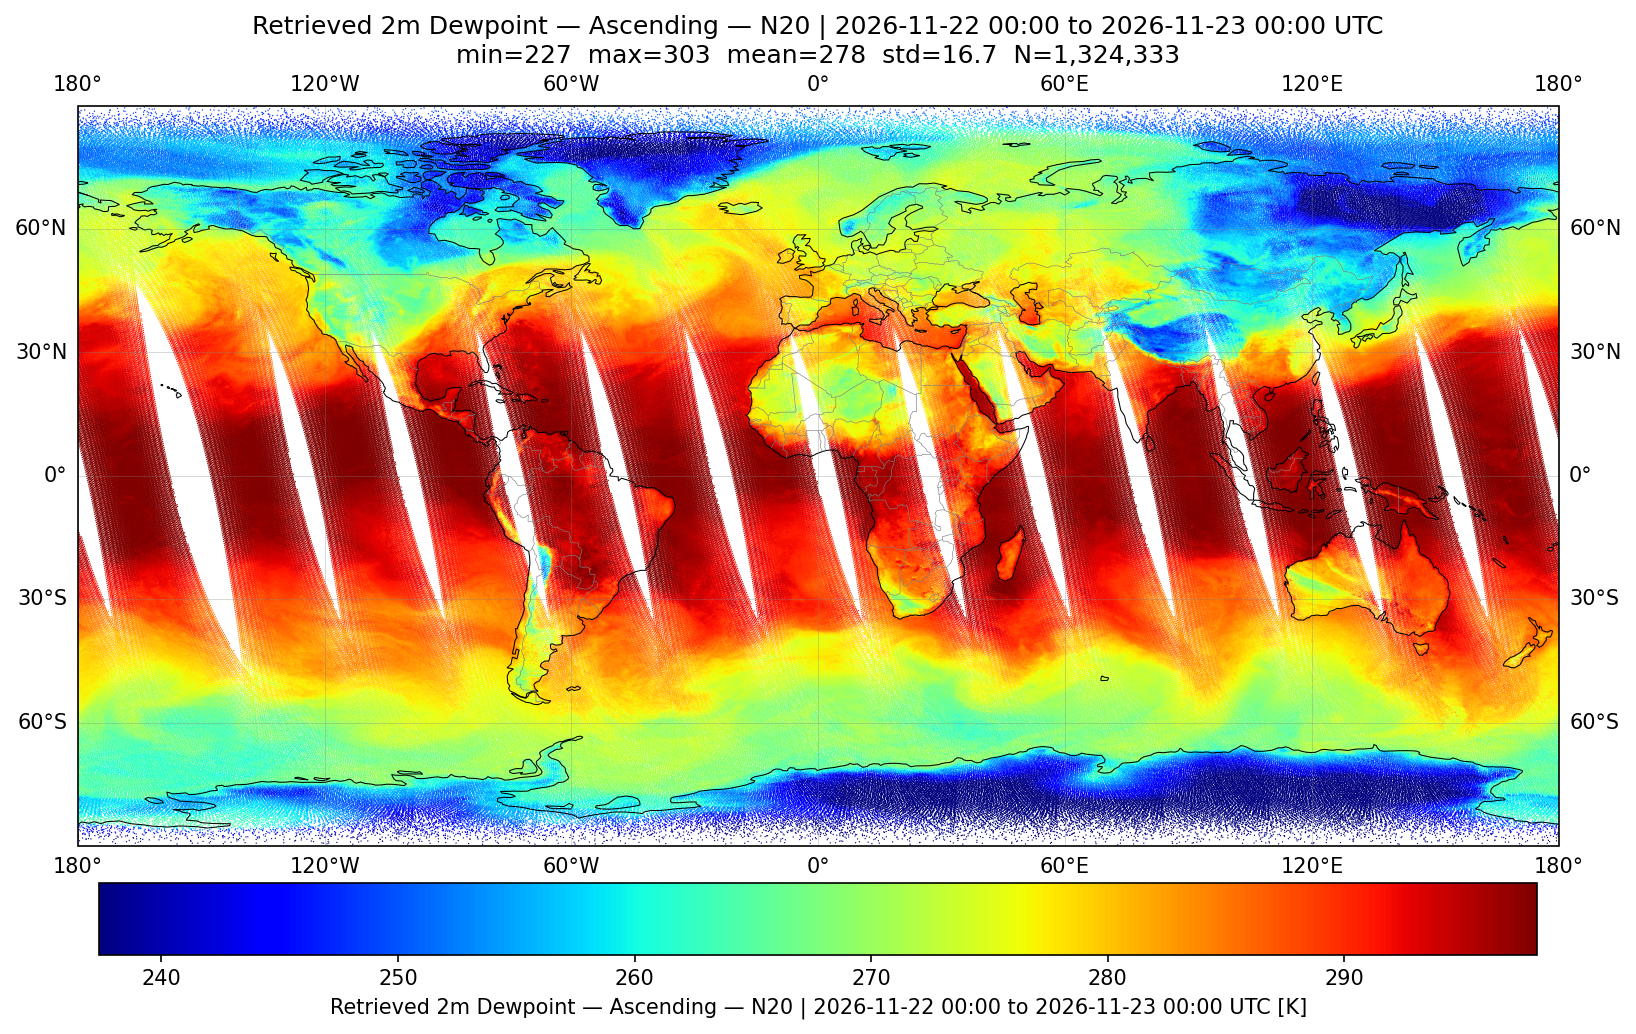 Retrieved 2m Dewpoint — Ascending — N20 | 2026-11-22 00:00 to 2026-11-23 00:00 UTC
min=227  max=303  mean=278  std=16.7  N=1,324,333
180° 120°W 60°W 0° 60°E 120°E 180°
60°N 60°N
30°N 30°N
0° 0°
30°S 30°S
60°S 60°S
180° 120°W 60°W 0° 60°E 120°E 180°
240 250 260 270 280 290
Retrieved 2m Dewpoint — Ascending — N20 | 2026-11-22 00:00 to 2026-11-23 00:00 UTC [K]